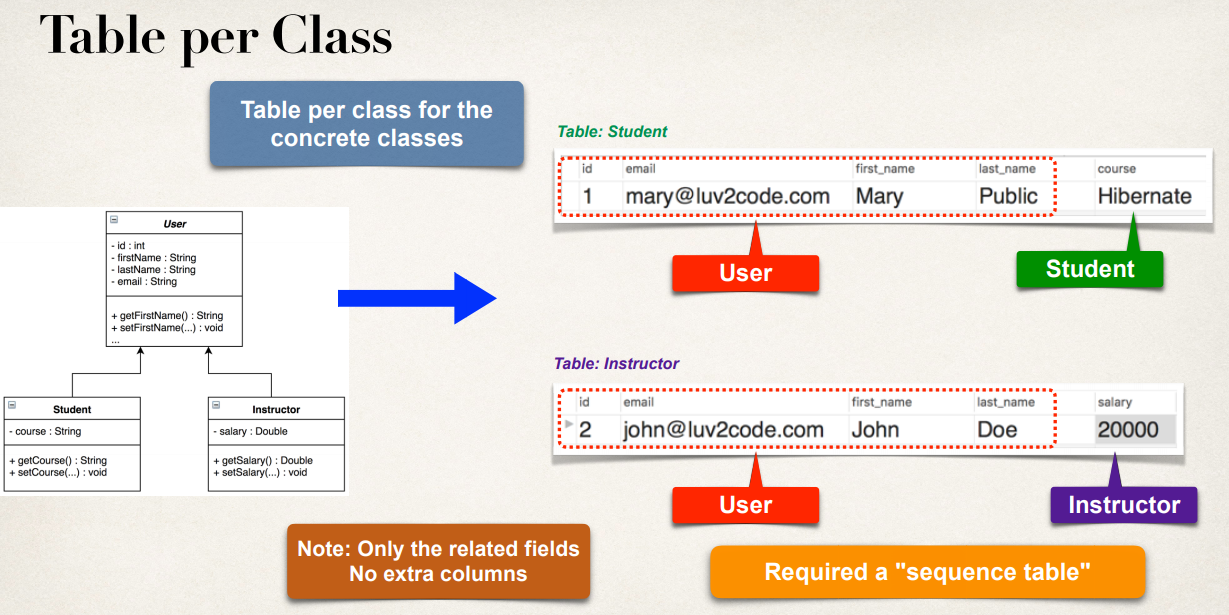 Table per Class
Table per class for the
concrete classes
User
- id : int
- firstName : String
- lastName : String
- email : String
+ getFirstName() : String
+ setFirstName(...) : void
...
Student
- course : String
+ getCourse() : String
+ setCourse(...) : void
Instructor
- salary : Double
+ getSalary() : Double
+ setSalary(...) : void
Table: Student
id email first_name last_name course
1 mary@luv2code.com Mary Public Hibernate
User
Student
Table: Instructor
id email first_name last_name salary
2 john@luv2code.com John Doe 20000
User
Instructor
Note: Only the related fields
No extra columns
Required a "sequence table"